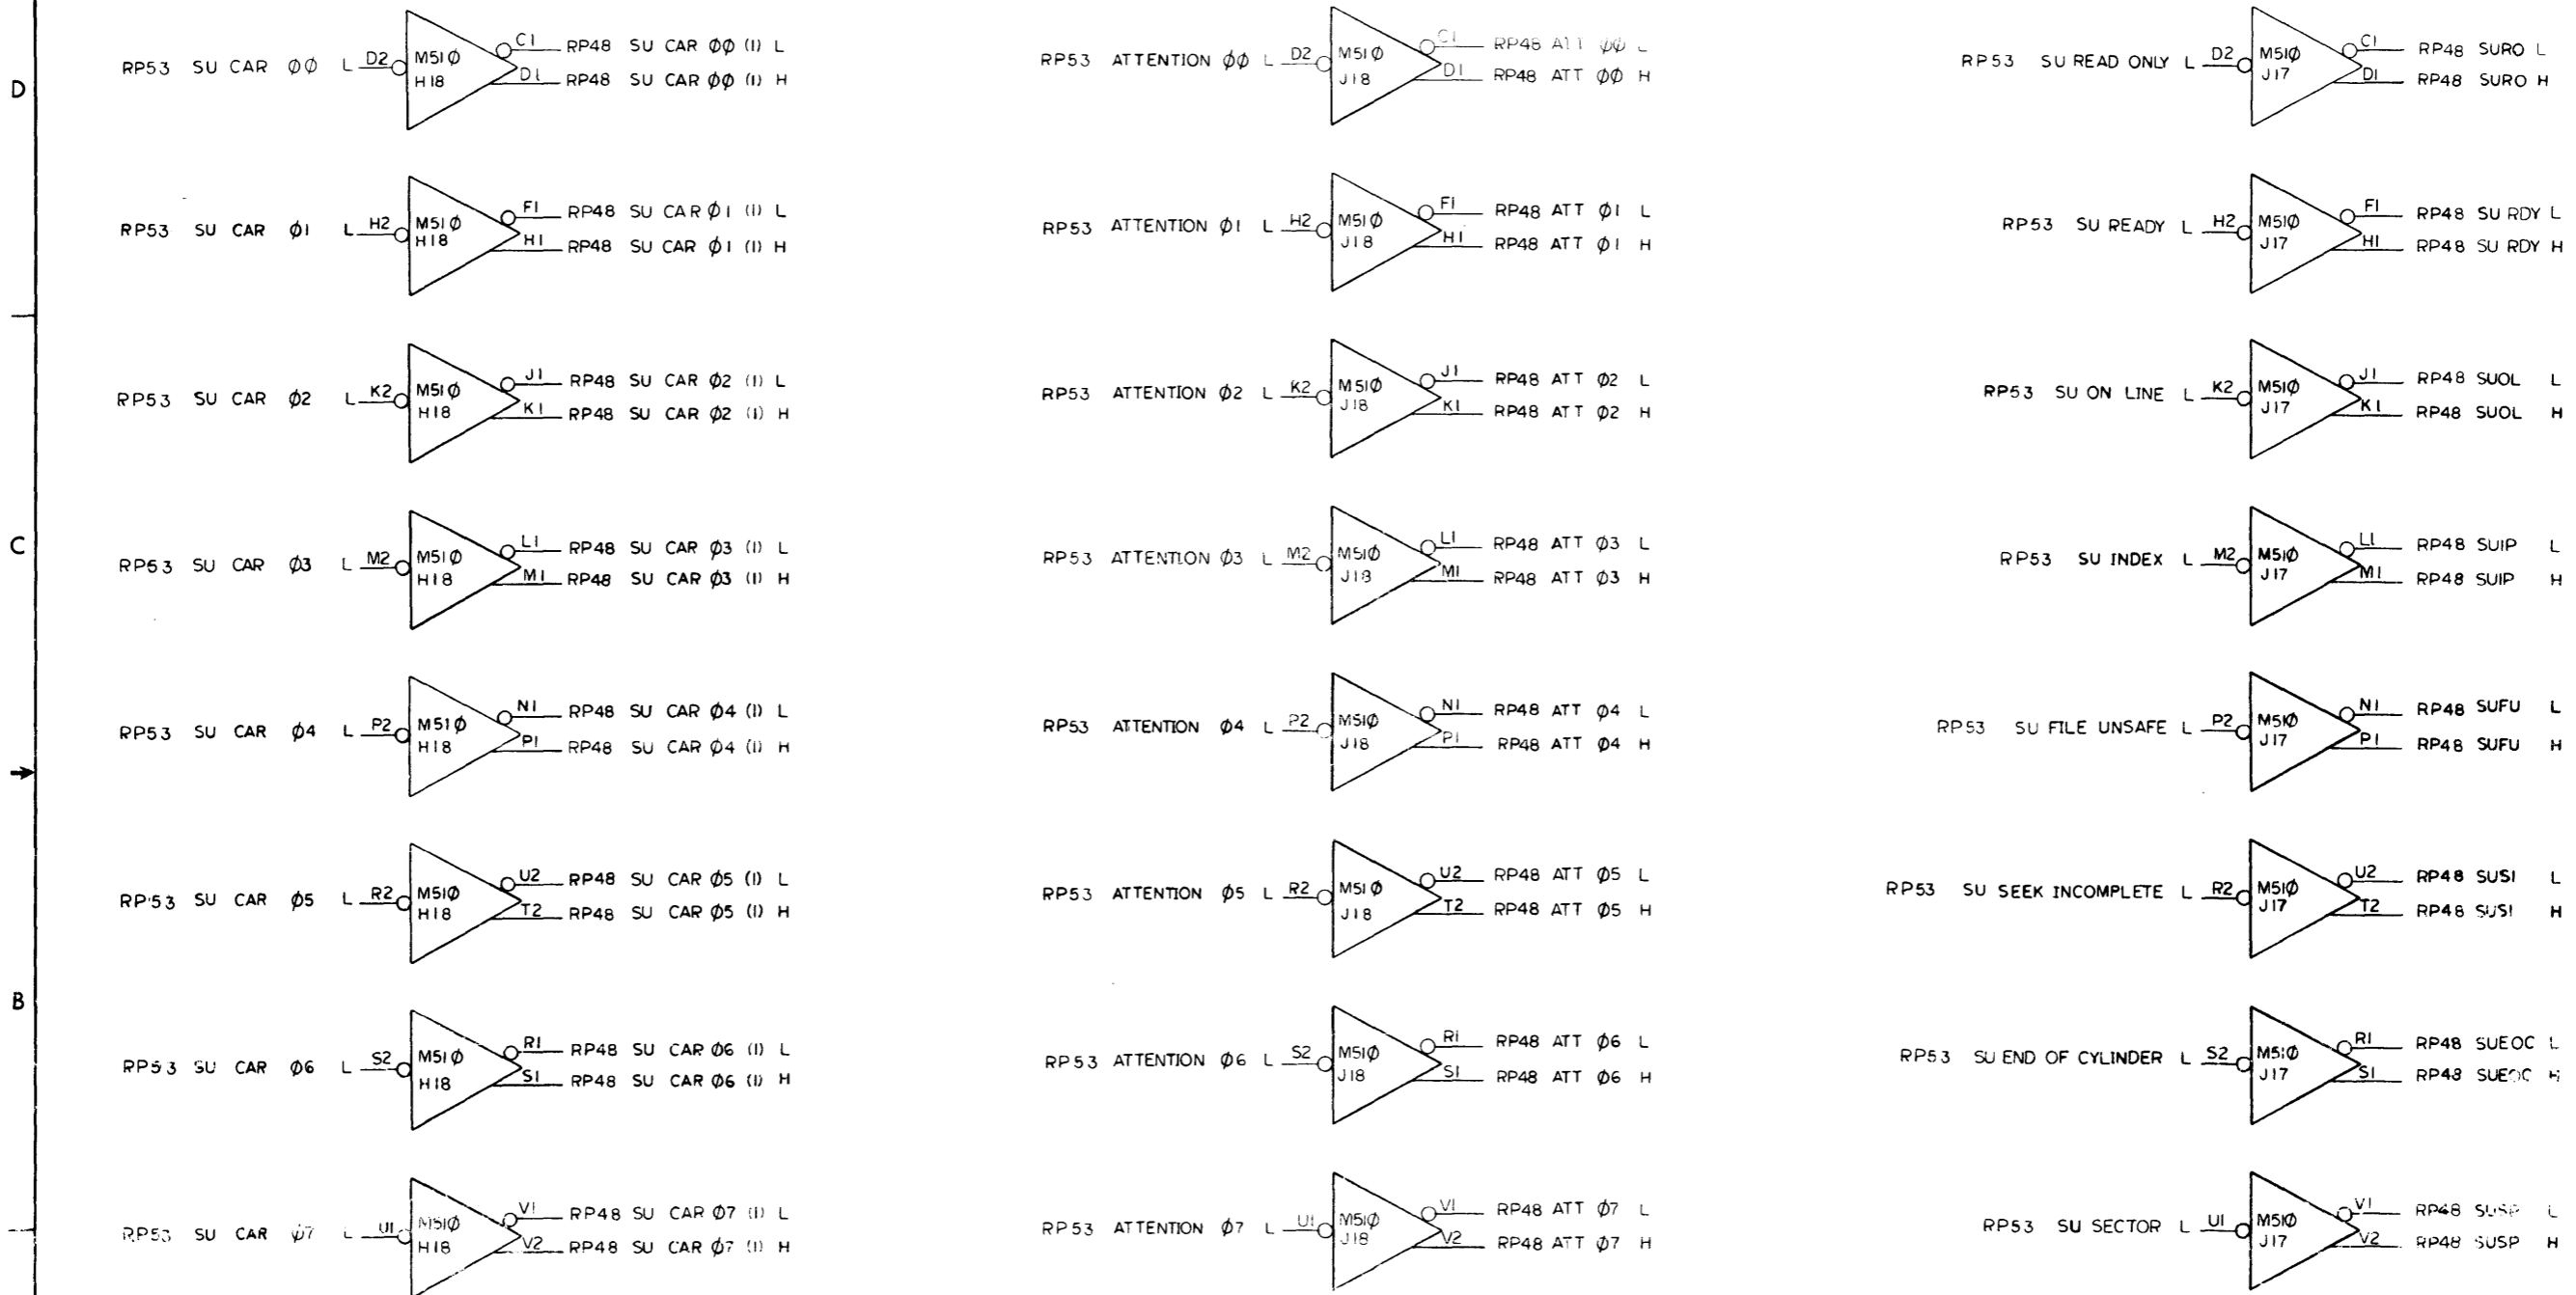 D
RP53 SU CAR ØØ L D2 M51Ø H18 C1 RP48 SU CAR ØØ (1) L
D1 RP48 SU CAR ØØ (1) H
RP53 SU CAR Ø1 L H2 M51Ø H18 F1 RP48 SU CAR Ø1 (1) L
H1 RP48 SU CAR Ø1 (1) H
RP53 SU CAR Ø2 L K2 M51Ø H18 J1 RP48 SU CAR Ø2 (1) L
K1 RP48 SU CAR Ø2 (1) H
C
RP53 SU CAR Ø3 L M2 M51Ø H18 L1 RP48 SU CAR Ø3 (1) L
M1 RP48 SU CAR Ø3 (1) H
RP53 SU CAR Ø4 L P2 M51Ø H18 N1 RP48 SU CAR Ø4 (1) L
P1 RP48 SU CAR Ø4 (1) H
RP53 SU CAR Ø5 L R2 M51Ø H18 U2 RP48 SU CAR Ø5 (1) L
T2 RP48 SU CAR Ø5 (1) H
B
RP53 SU CAR Ø6 L S2 M51Ø H18 R1 RP48 SU CAR Ø6 (1) L
S1 RP48 SU CAR Ø6 (1) H
RP53 SU CAR Ø7 L U1 M51Ø H18 V1 RP48 SU CAR Ø7 (1) L
V2 RP48 SU CAR Ø7 (1) H
RP53 ATTENTION ØØ L D2 M51Ø J18 C1 RP48 ATT ØØ L
D1 RP48 ATT ØØ H
RP53 ATTENTION Ø1 L H2 M51Ø J18 F1 RP48 ATT Ø1 L
H1 RP48 ATT Ø1 H
RP53 ATTENTION Ø2 L K2 M51Ø J18 J1 RP48 ATT Ø2 L
K1 RP48 ATT Ø2 H
RP53 ATTENTION Ø3 L M2 M51Ø J18 L1 RP48 ATT Ø3 L
M1 RP48 ATT Ø3 H
RP53 ATTENTION Ø4 L P2 M51Ø J18 N1 RP48 ATT Ø4 L
P1 RP48 ATT Ø4 H
RP53 ATTENTION Ø5 L R2 M51Ø J18 U2 RP48 ATT Ø5 L
T2 RP48 ATT Ø5 H
RP53 ATTENTION Ø6 L S2 M51Ø J18 R1 RP48 ATT Ø6 L
S1 RP48 ATT Ø6 H
RP53 ATTENTION Ø7 L U1 M51Ø J18 V1 RP48 ATT Ø7 L
V2 RP48 ATT Ø7 H
RP53 SU READ ONLY L D2 M51Ø J17 C1 RP48 SURO L
D1 RP48 SURO H
RP53 SU READY L H2 M51Ø J17 F1 RP48 SU RDY L
H1 RP48 SU RDY H
RP53 SU ON LINE L K2 M51Ø J17 J1 RP48 SUOL L
K1 RP48 SUOL H
RP53 SU INDEX L M2 M51Ø J17 L1 RP48 SUIP L
M1 RP48 SUIP H
RP53 SU FILE UNSAFE L P2 M51Ø J17 N1 RP48 SUFU L
P1 RP48 SUFU H
RP53 SU SEEK INCOMPLETE L R2 M51Ø J17 U2 RP48 SUSI L
T2 RP48 SUSI H
RP53 SU END OF CYLINDER L S2 M51Ø J17 R1 RP48 SUEOC L
S1 RP48 SUEOC H
RP53 SU SECTOR L U1 M51Ø J17 V1 RP48 SUSP L
V2 RP48 SUSP H